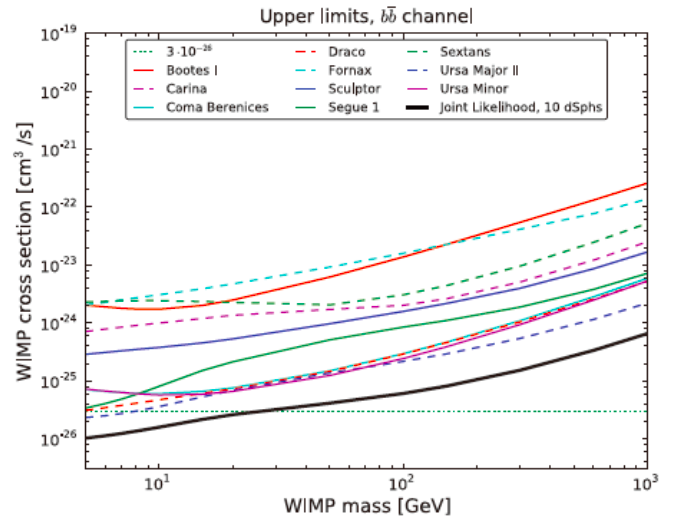 Upper limits, bb̄ channel
10⁻¹⁹
10⁻²⁰
10⁻²¹
10⁻²²
10⁻²³
10⁻²⁴
10⁻²⁵
10⁻²⁶
WIMP cross section [cm³ /s]
3 ·10⁻²⁶
Bootes I
Carina
Coma Berenices
Draco
Fornax
Sculptor
Segue 1
Sextans
Ursa Major II
Ursa Minor
Joint Likelihood, 10 dSphs
10¹
10²
10³
WIMP mass [GeV]